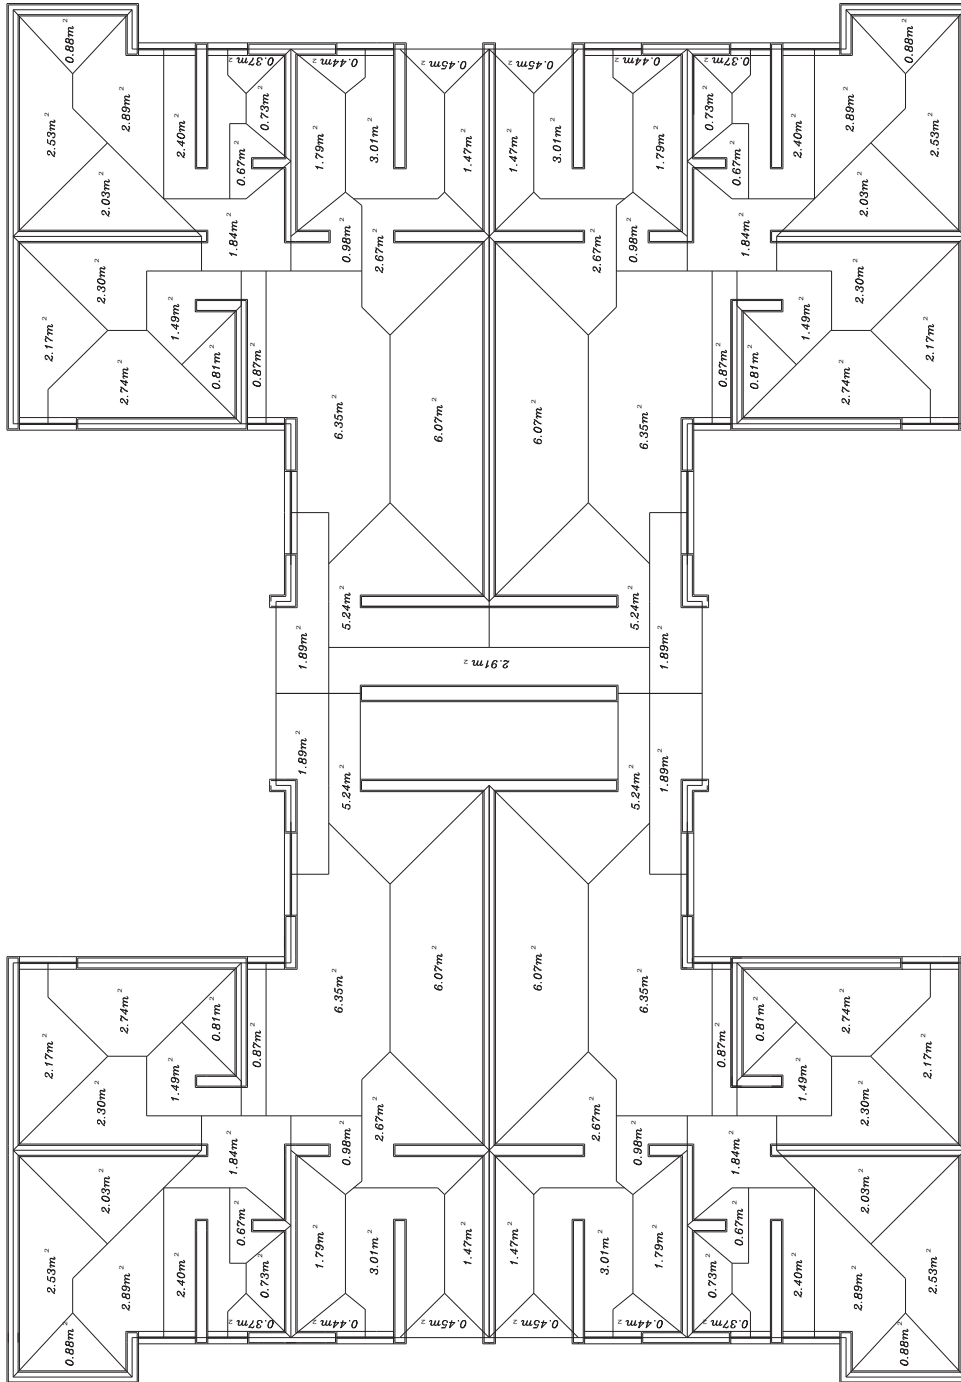 0.88m²
2.53m²
2.89m²
2.40m²
0.37m²
0.73m²
0.67m²
2.03m²
1.84m²
0.44m²
1.79m²
3.01m²
0.45m²
1.47m²
0.98m²
2.67m²
0.45m²
1.47m²
3.01m²
0.44m²
1.79m²
2.67m²
0.98m²
0.37m²
0.73m²
0.67m²
2.40m²
2.89m²
0.88m²
2.53m²
2.03m²
1.84m²
2.30m²
2.17m²
1.49m²
2.74m²
0.81m²
0.87m²
6.35m²
6.07m²
6.07m²
6.35m²
0.87m²
0.81m²
1.49m²
2.30m²
2.74m²
2.17m²
5.24m²
1.89m²
5.24m²
1.89m²
2.91m²
1.89m²
5.24m²
5.24m²
1.89m²
2.17m²
2.74m²
0.81m²
1.49m²
2.30m²
0.87m²
6.35m²
6.07m²
6.07m²
6.35m²
0.87m²
0.81m²
2.74m²
2.17m²
1.49m²
2.30m²
2.03m²
1.84m²
0.98m²
2.67m²
2.67m²
0.98m²
1.84m²
2.03m²
2.53m²
2.89m²
2.40m²
0.67m²
0.73m²
1.79m²
3.01m²
1.47m²
1.47m²
3.01m²
1.79m²
0.73m²
0.67m²
2.40m²
2.89m²
2.53m²
0.88m²
0.37m²
0.44m²
0.45m²
0.45m²
0.44m²
0.37m²
0.88m²